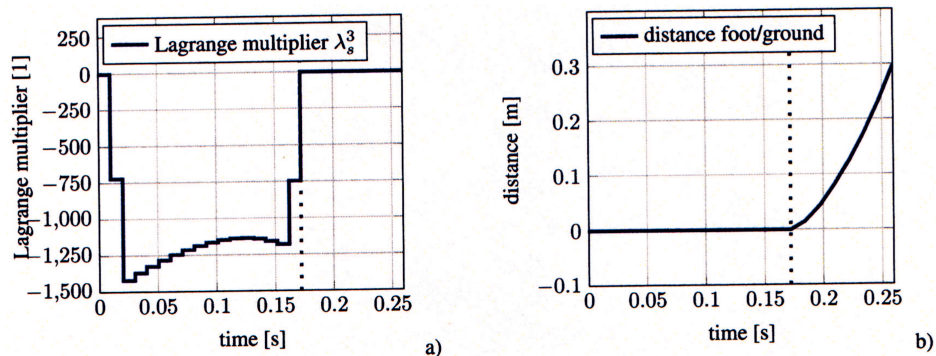 Lagrange multiplier λ_s^3
250
0
−250
−500
−750
−1,000
−1,250
−1,500
Lagrange multiplier [1]
0 0.05 0.1 0.15 0.2 0.25
time [s]
a)
distance foot/ground
0.3
0.2
0.1
0
−0.1
distance [m]
0 0.05 0.1 0.15 0.2 0.25
time [s]
b)